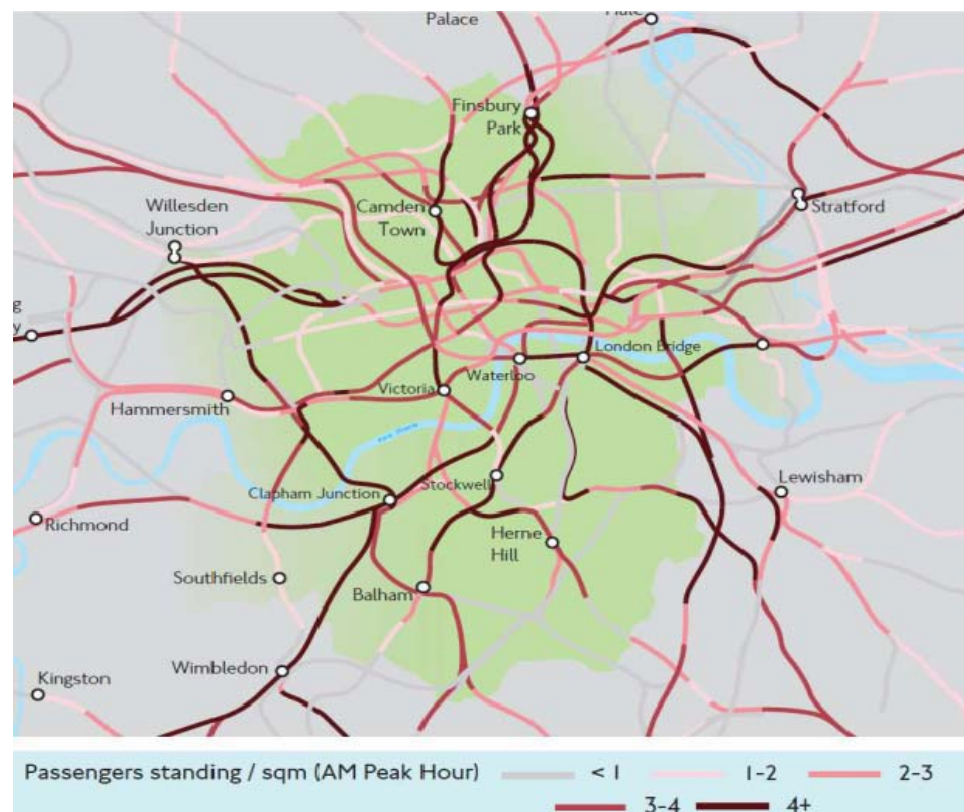 Palace
Finsbury
Park
Willesden
Junction
Camden
Town
Stratford
London Bridge
Waterloo
Victoria
Hammersmith
Clapham Junction
Stockwell
Lewisham
Richmond
Herne
Hill
Southfields
Balham
Wimbledon
Kingston
Passengers standing / sqm (AM Peak Hour) < 1 1-2 2-3
3-4 4+